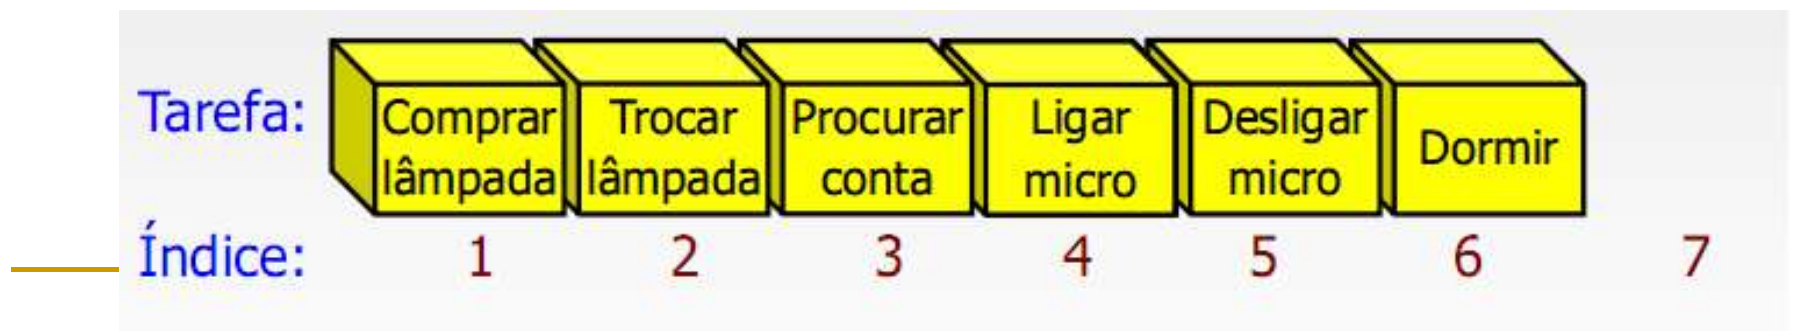 Tarefa:
Comprar lâmpada
Trocar lâmpada
Procurar conta
Ligar micro
Desligar micro
Dormir
Índice: 1 2 3 4 5 6 7